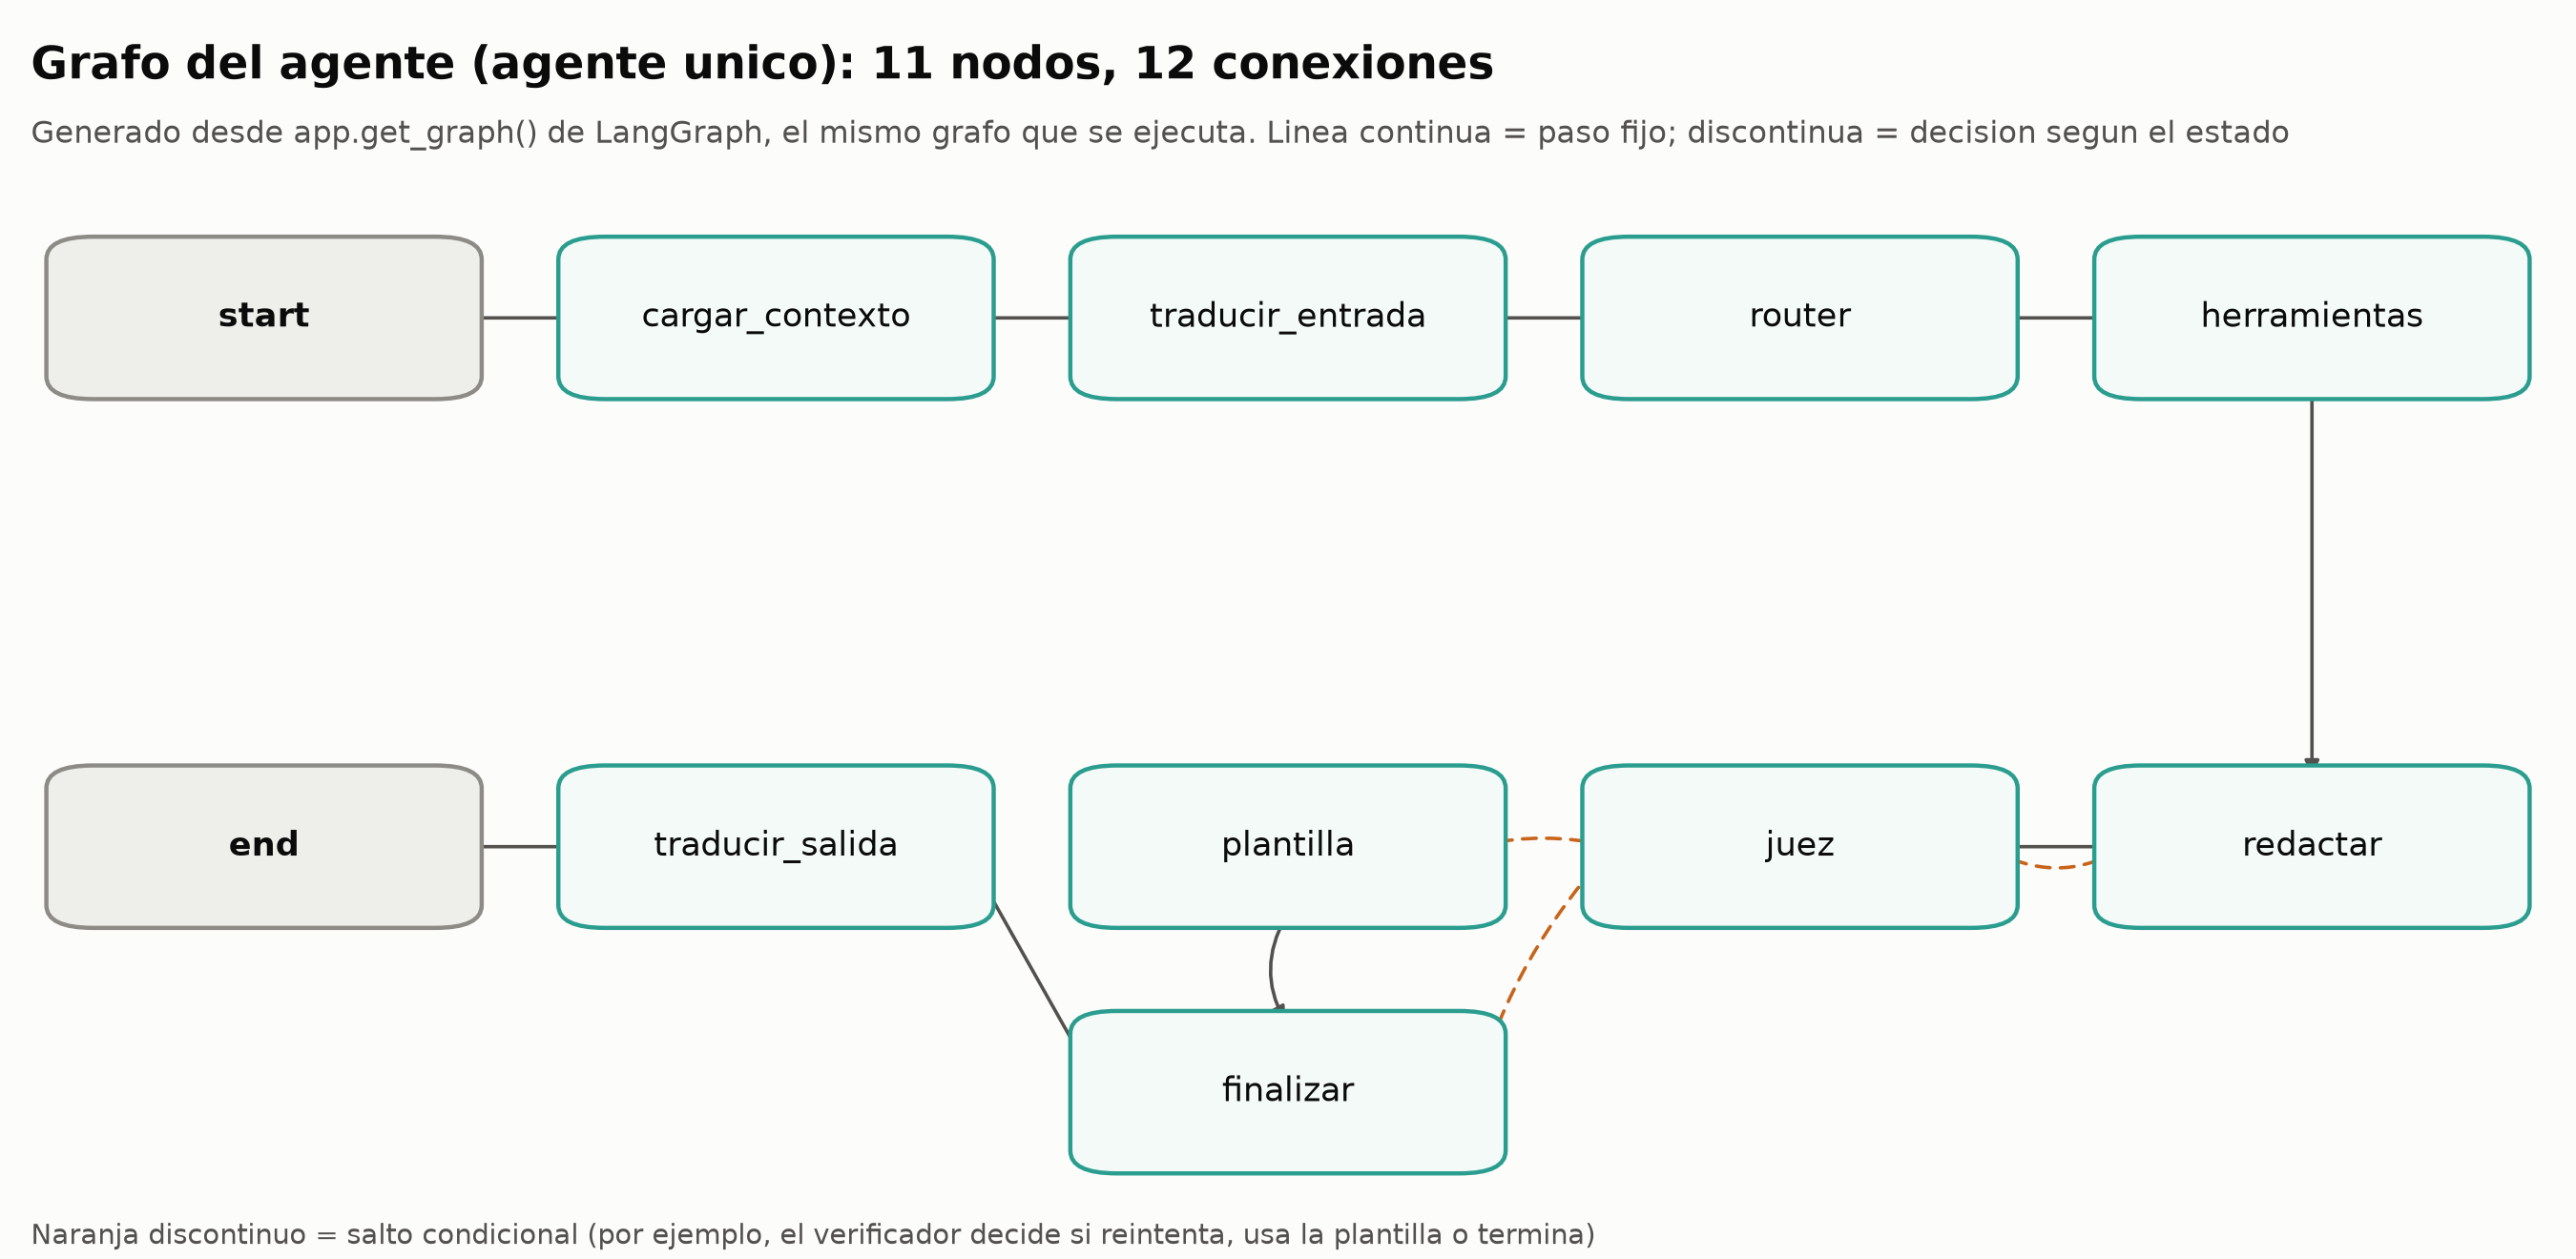 Grafo del agente (agente unico): 11 nodos, 12 conexiones
Generado desde app.get_graph() de LangGraph, el mismo grafo que se ejecuta. Linea continua = paso fijo; discontinua = decision segun el estado
start
cargar_contexto
traducir_entrada
router
herramientas
end
traducir_salida
plantilla
juez
redactar
finalizar
Naranja discontinuo = salto condicional (por ejemplo, el verificador decide si reintenta, usa la plantilla o termina)